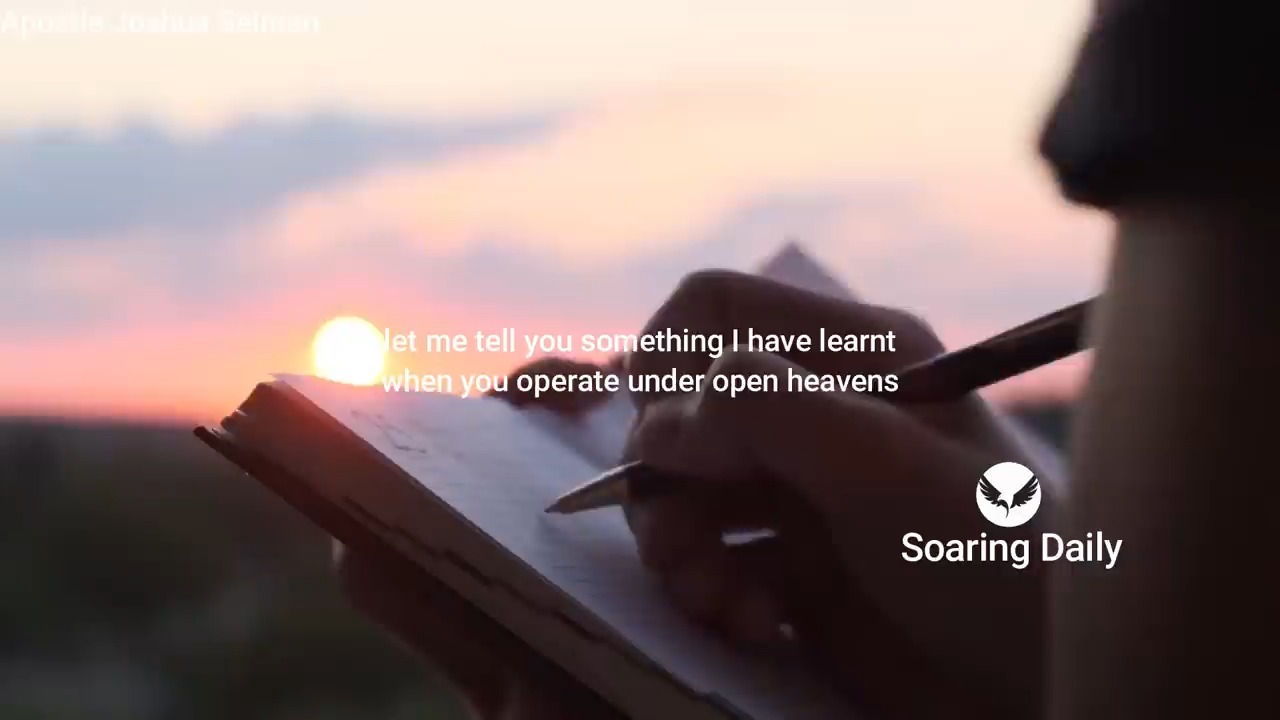 Apostle Joshua Selman
let me tell you something I have learnt
when you operate under open heavens
Soaring Daily